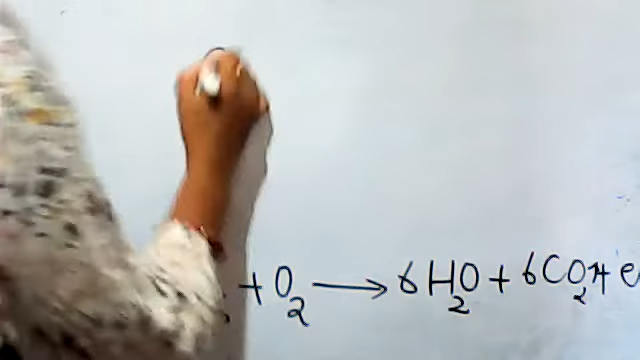 + O₂ → 6H₂O + 6CO₂ + e